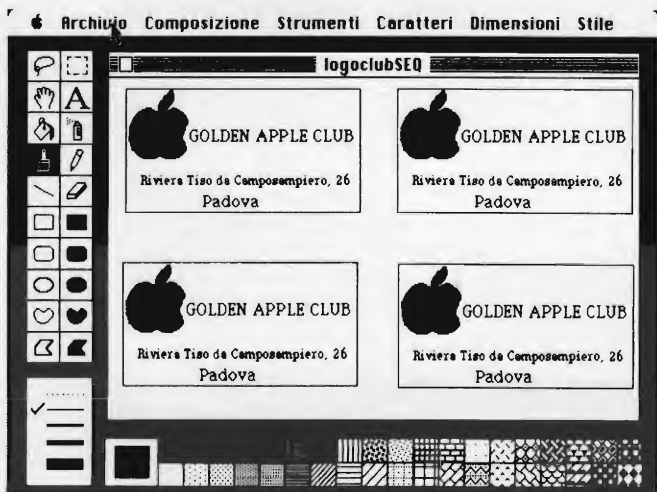 Archivio Composizione Strumenti Caratteri Dimensioni Stile
logoclubSEQ
A
GOLDEN APPLE CLUB
Riviera Tiso da Camposampiero, 26
Padova
GOLDEN APPLE CLUB
Riviera Tiso da Camposampiero, 26
Padova
GOLDEN APPLE CLUB
Riviera Tiso da Camposampiero, 26
Padova
GOLDEN APPLE CLUB
Riviera Tiso da Camposampiero, 26
Padova